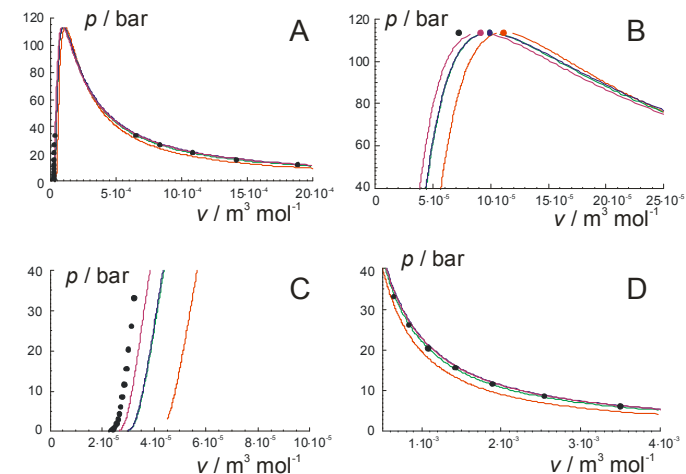 p / bar
A
120
100
80
60
40
20
0
0 5·10⁻⁴ 10·10⁻⁴ 15·10⁻⁴ 20·10⁻⁴
v / m³ mol⁻¹
p / bar
B
120
100
80
60
40
0 5·10⁻⁵ 10·10⁻⁵ 15·10⁻⁵ 20·10⁻⁵ 25·10⁻⁵
v / m³ mol⁻¹
p / bar
C
40
30
20
10
0
0 2·10⁻⁵ 4·10⁻⁵ 6·10⁻⁵ 8·10⁻⁵ 10·10⁻⁵
v / m³ mol⁻¹
p / bar
D
40
30
20
10
0
1·10⁻³ 2·10⁻³ 3·10⁻³ 4·10⁻³
v / m³ mol⁻¹